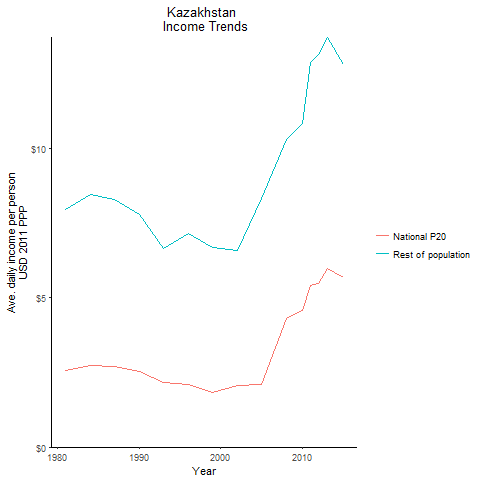 Kazakhstan
Income Trends
Ave. daily income per person
USD 2011 PPP
$10
$5
$0
1980 1990 2000 2010
Year
National P20
Rest of population